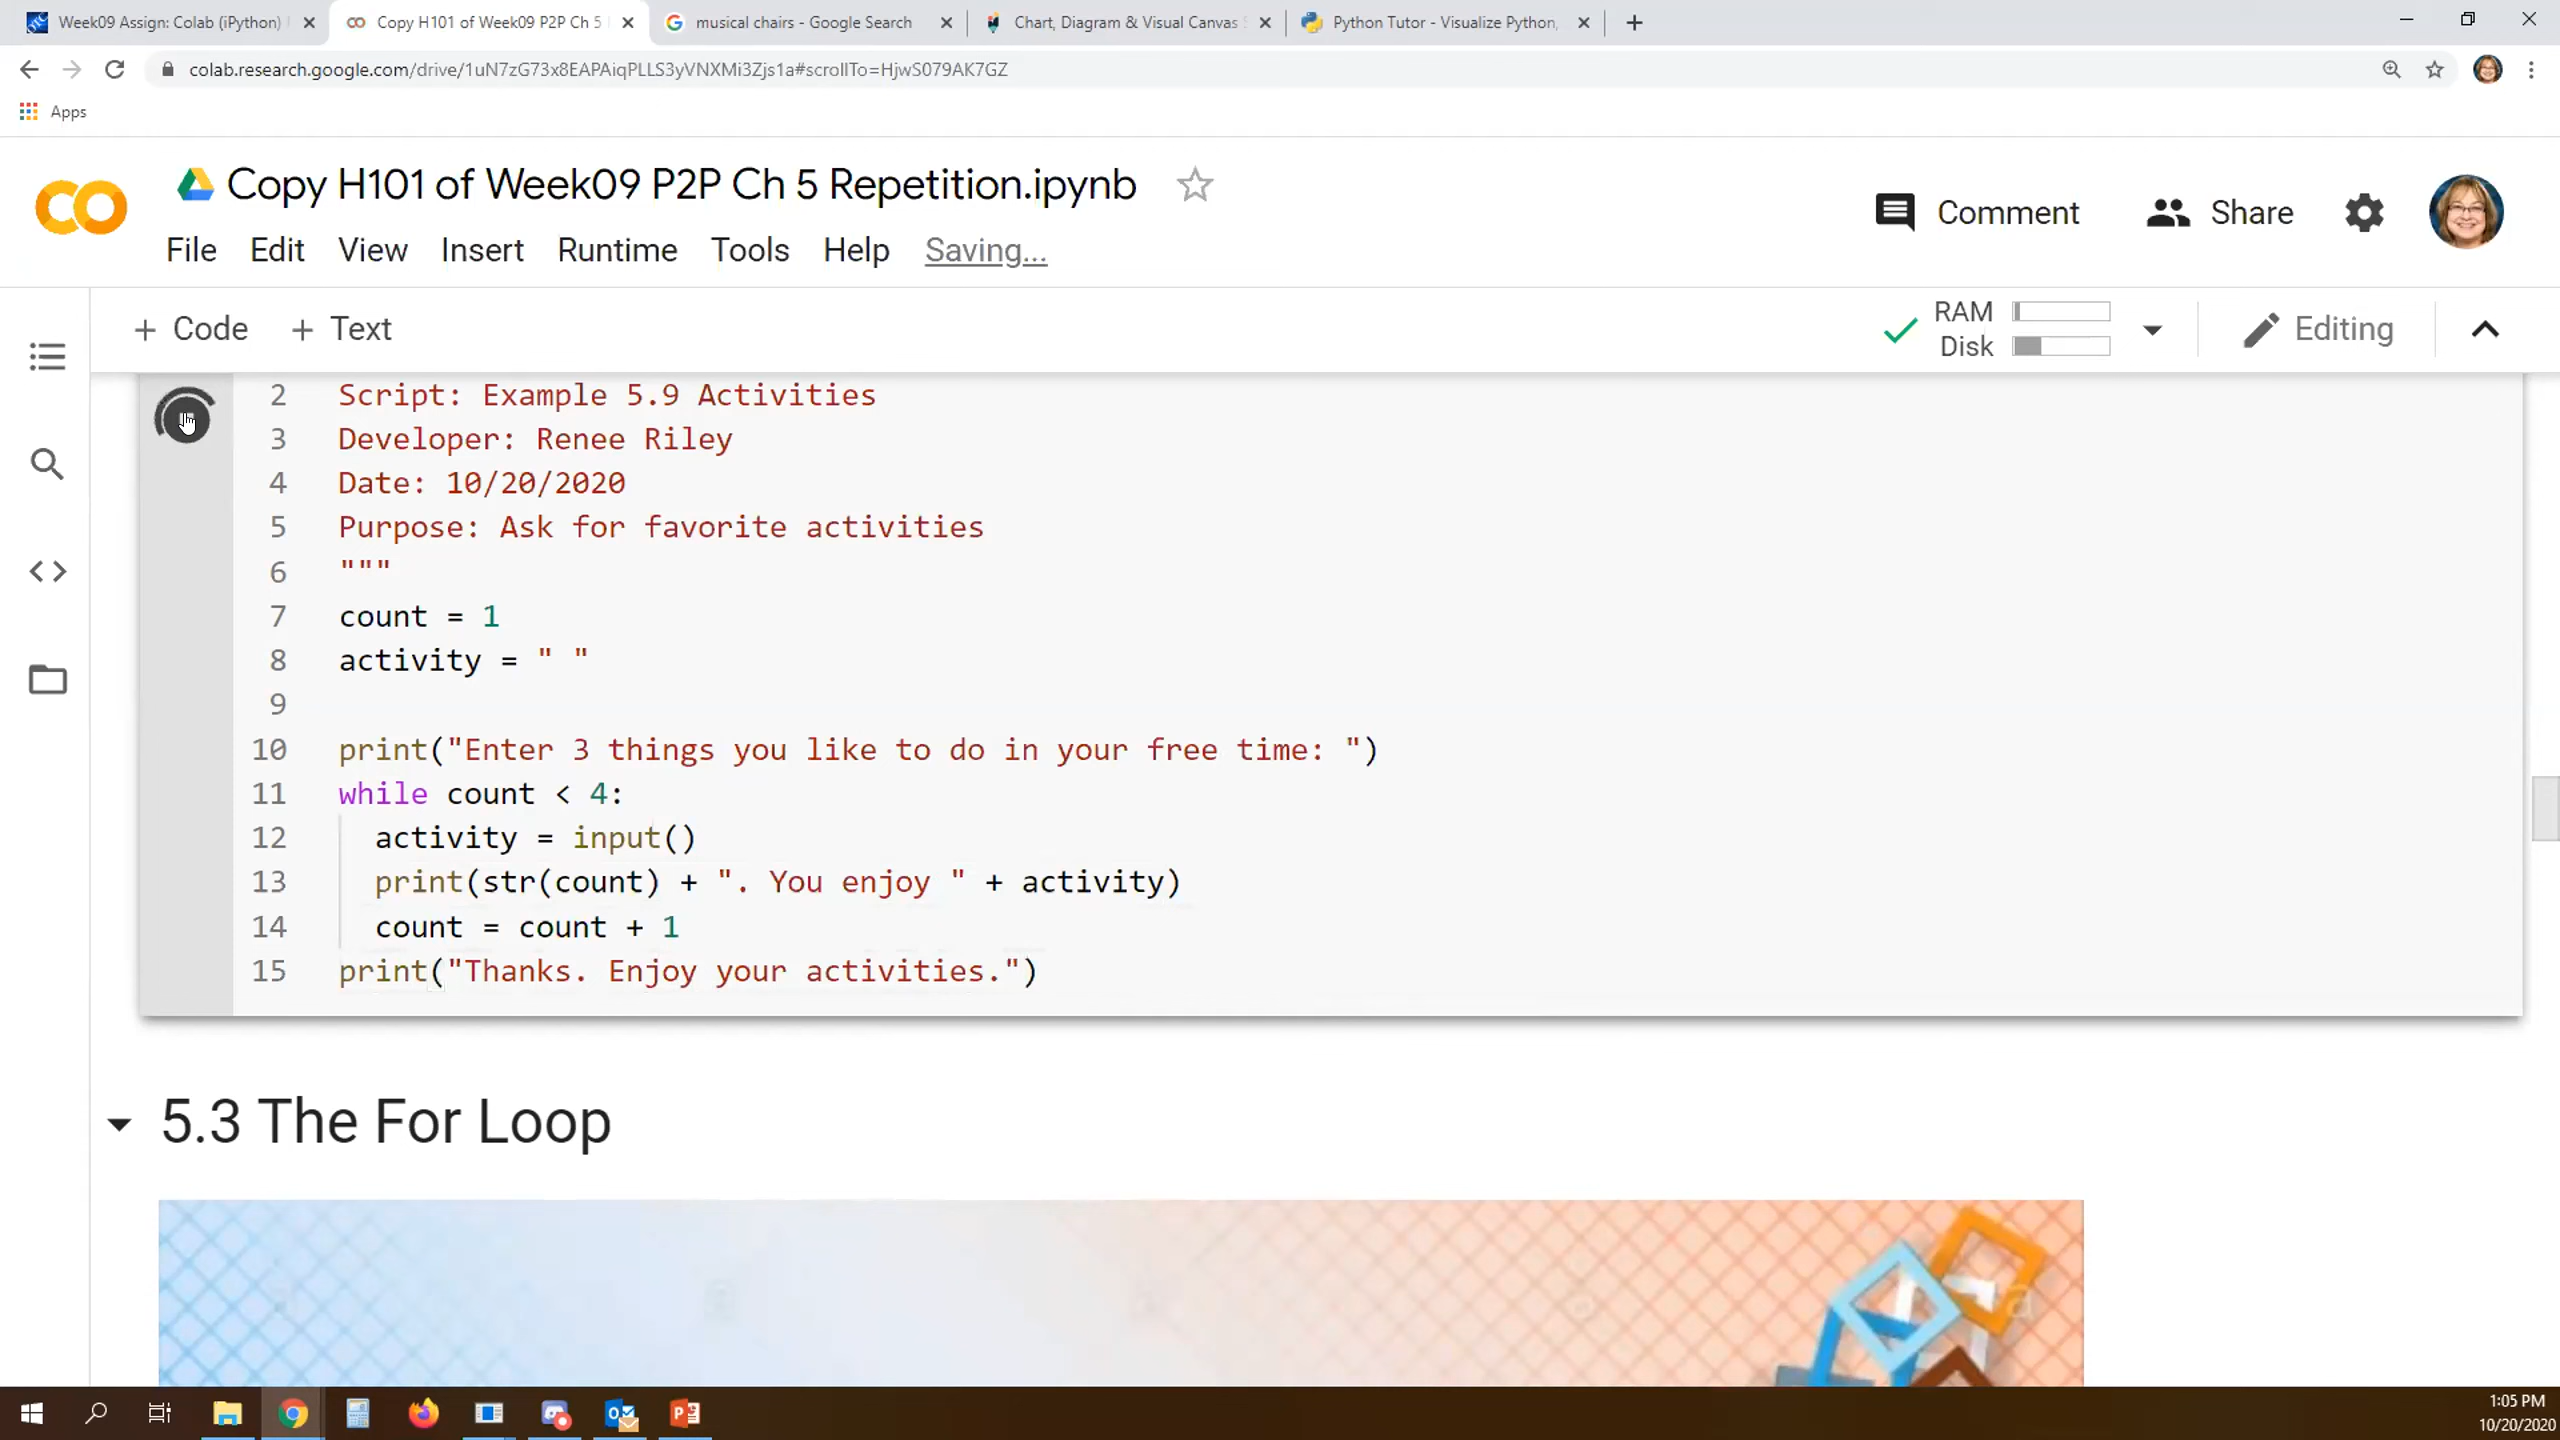 Week09 Assign: Colab (iPython)
Copy H101 of Week09 P2P Ch 5
musical chairs - Google Search
Chart, Diagram & Visual Canvas
Python Tutor - Visualize Python,
colab.research.google.com/drive/1uN7zG73x8EAPAiqPLLS3yVNXMi3Zjs1a#scrollTo=HjwS079AK7GZ
Apps
Copy H101 of Week09 P2P Ch 5 Repetition.ipynb
Comment
Share
File Edit View Insert Runtime Tools Help Saving...
+ Code + Text
RAM
Disk
Editing
2 Script: Example 5.9 Activities
3 Developer: Renee Riley
4 Date: 10/20/2020
5 Purpose: Ask for favorite activities
6 """
7 count = 1
8 activity = " "
9
10 print("Enter 3 things you like to do in your free time: ")
11 while count < 4:
12 activity = input()
13 print(str(count) + ". You enjoy " + activity)
14 count = count + 1
15 print("Thanks. Enjoy your activities.")
5.3 The For Loop
1:05 PM
10/20/2020